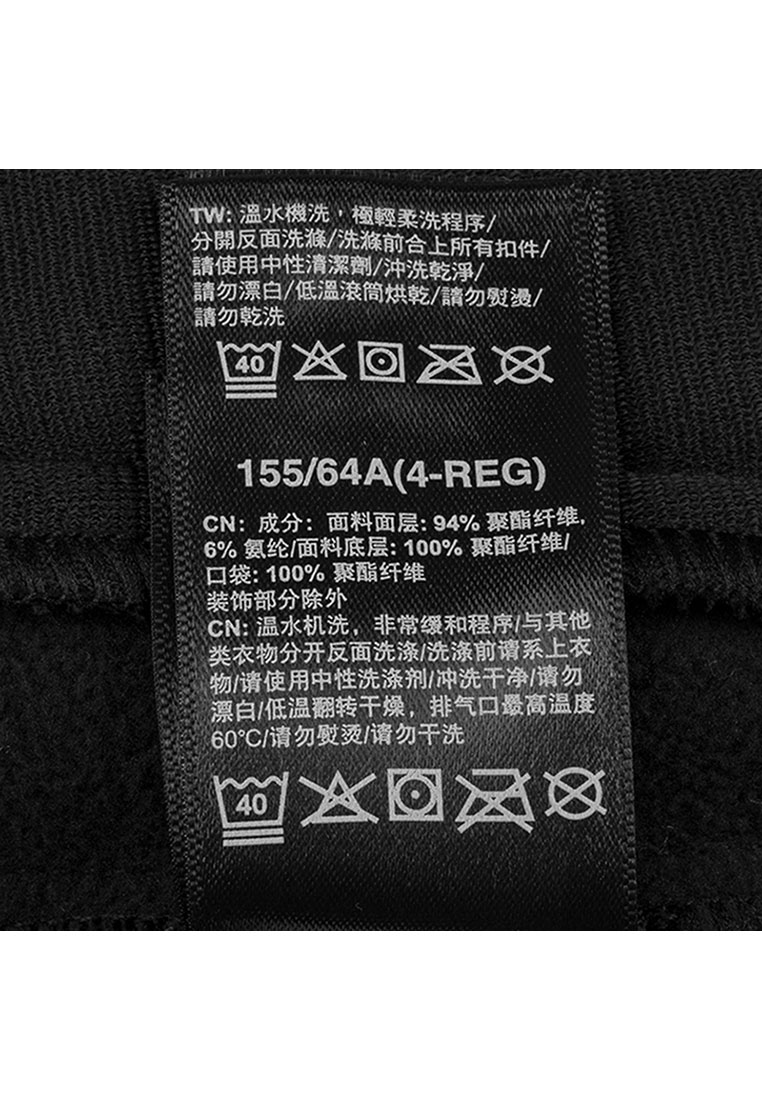 TW: 溫水機洗，極輕柔洗程序/
分開反面洗滌/洗滌前合上所有扣件/
請使用中性清潔劑/沖洗乾淨/
請勿漂白/低溫滾筒烘乾/請勿熨燙/
請勿乾洗
40
155/64A(4-REG)
CN: 成分: 面料面层: 94% 聚酯纤维,
6% 氨纶/面料底层: 100% 聚酯纤维/
口袋: 100% 聚酯纤维
装饰部分除外
CN: 温水机洗，非常缓和程序/与其他
类衣物分开反面洗涤/洗涤前请系上衣
物/请使用中性洗涤剂/冲洗干净/请勿
漂白/低温翻转干燥，排气口最高温度
60°C/请勿熨烫/请勿干洗
40